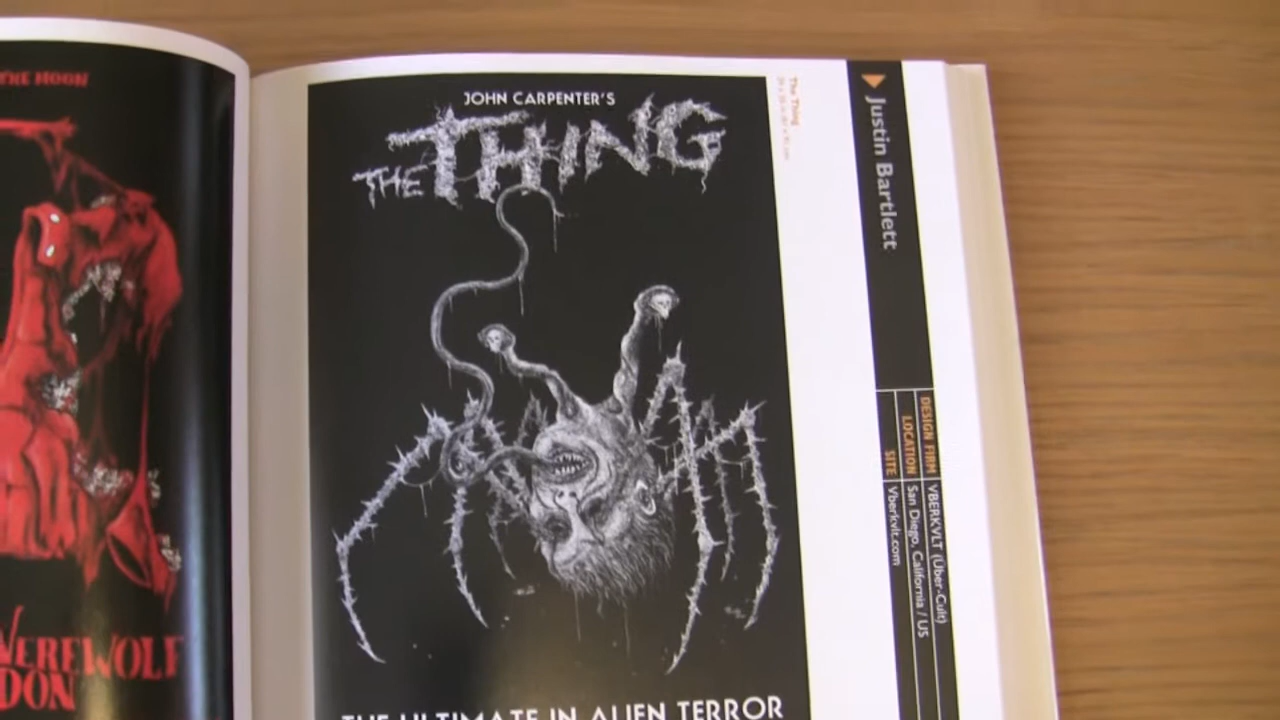 THE MOON
WEREWOLF
DON
JOHN CARPENTER'S
THE THING
THE ULTIMATE IN ALIEN TERROR
The Thing
Justin Bartlett
DESIGN FIRM VBERKVLT (Über-Cult)
LOCATION San Diego, California / US
SITE Vberkvlt.com